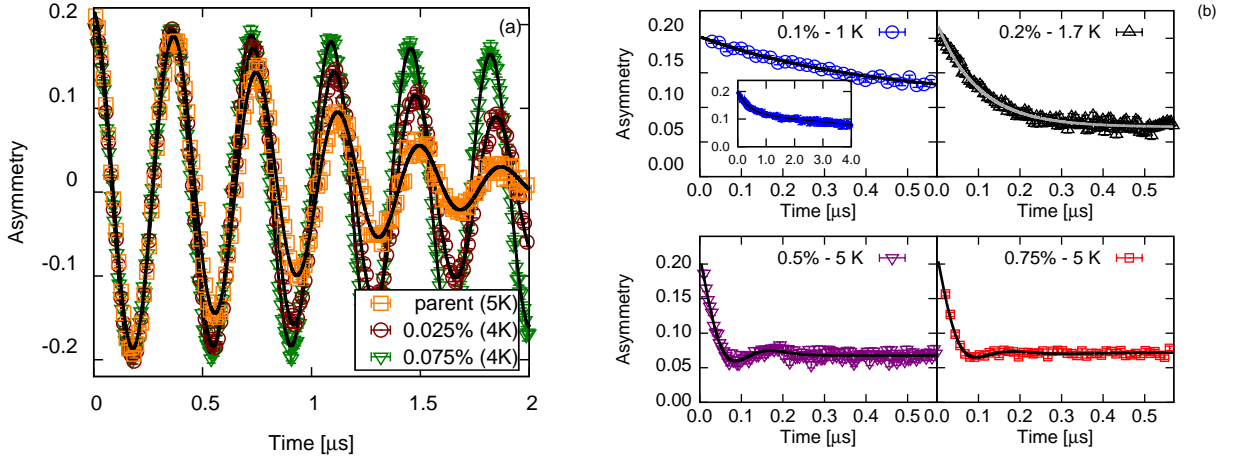 (a)
Asymmetry
0.2
0.1
0
-0.1
-0.2
parent (5K)
0.025% (4K)
0.075% (4K)
0 0.5 1 1.5 2
Time [µs]
(b)
0.1% - 1 K
0.2% - 1.7 K
Asymmetry
0.20
0.15
0.10
0.05
0.00
0.2
0.1
0.0
0.0 1.0 2.0 3.0 4.0
0.0 0.1 0.2 0.3 0.4 0.5 0.0 0.1 0.2 0.3 0.4 0.5
Time [µs] Time [µs]
0.5% - 5 K
0.75% - 5 K
Asymmetry
0.20
0.15
0.10
0.05
0.00
0.0 0.1 0.2 0.3 0.4 0.5 0.0 0.1 0.2 0.3 0.4 0.5
Time [µs] Time [µs]